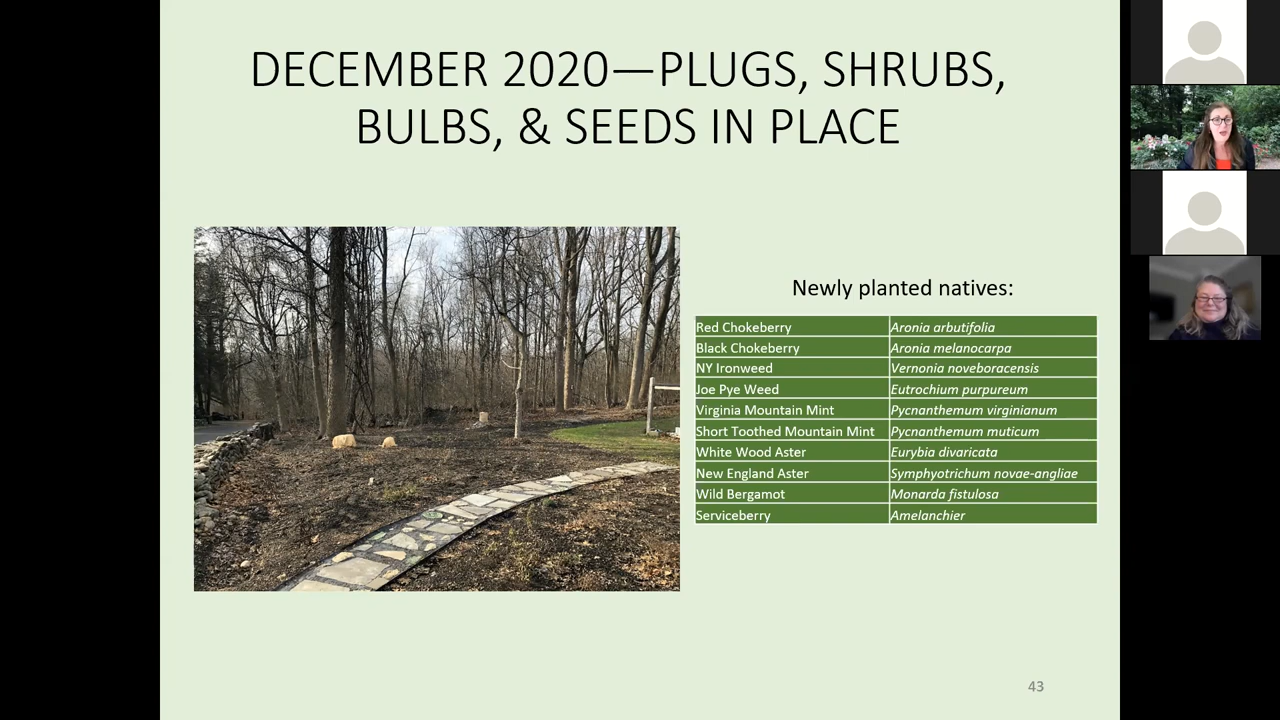 DECEMBER 2020—PLUGS, SHRUBS,
BULBS, & SEEDS IN PLACE
Newly planted natives:
Red Chokeberry Aronia arbutifolia
Black Chokeberry Aronia melanocarpa
NY Ironweed Vernonia noveboracensis
Joe Pye Weed Eutrochium purpureum
Virginia Mountain Mint Pycnanthemum virginianum
Short Toothed Mountain Mint Pycnanthemum muticum
White Wood Aster Eurybia divaricata
New England Aster Symphyotrichum novae-angliae
Wild Bergamot Monarda fistulosa
Serviceberry Amelanchier
43